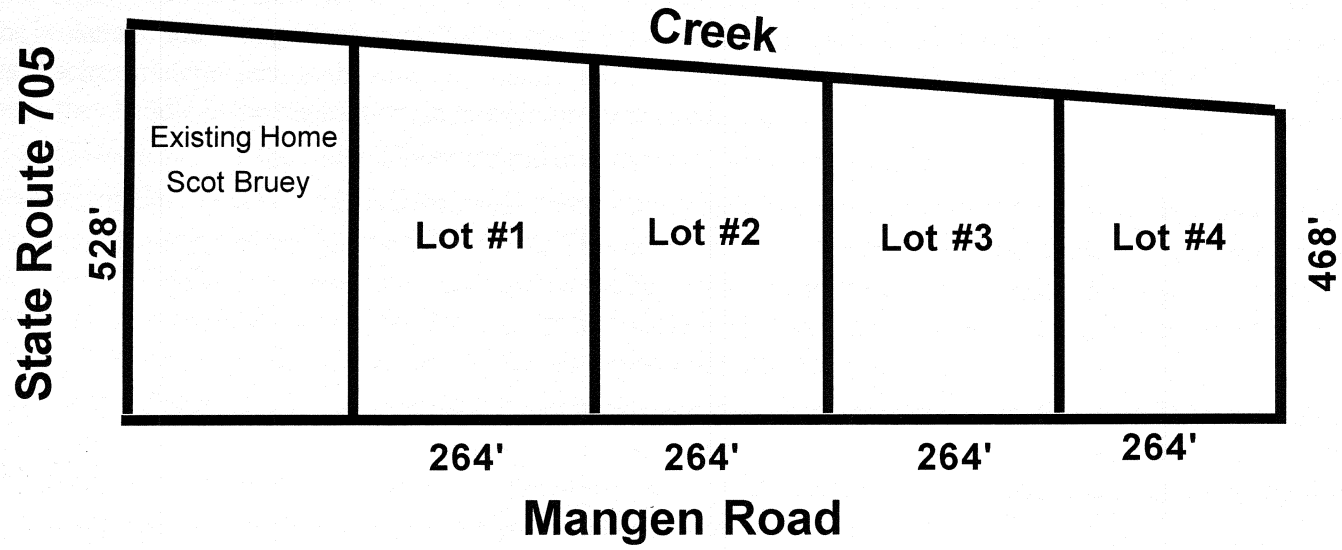 Creek
State Route 705
528'
Existing Home
Scot Bruey
Lot #1
Lot #2
Lot #3
Lot #4
468'
264'
264'
264'
264'
Mangen Road